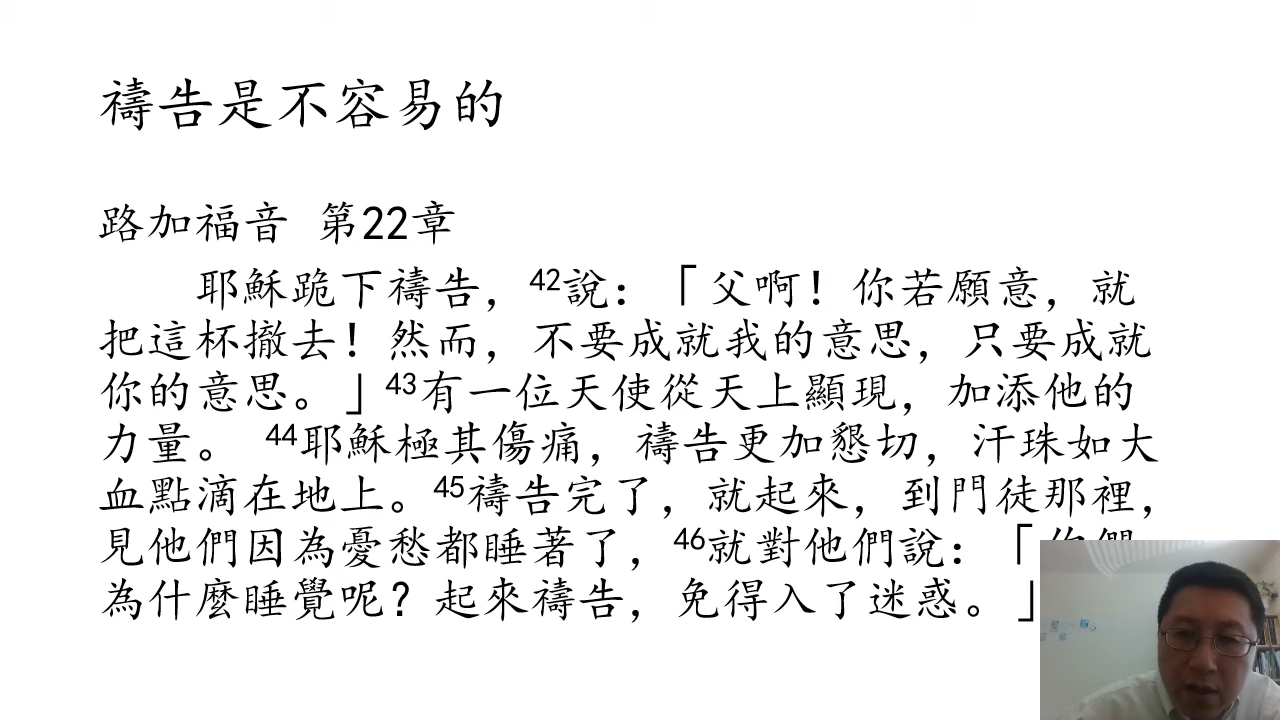 禱告是不容易的
路加福音 第22章
耶穌跪下禱告，42說：「父啊！你若願意，就
把這杯撤去！然而，不要成就我的意思，只要成就
你的意思。」43有一位天使從天上顯現，加添他的
力量。 44耶穌極其傷痛，禱告更加懇切，汗珠如大
血點滴在地上。45禱告完了，就起來，到門徒那裡，
見他們因為憂愁都睡著了，46就對他們說：「你們
為什麼睡覺呢？起來禱告，免得入了迷惑。」